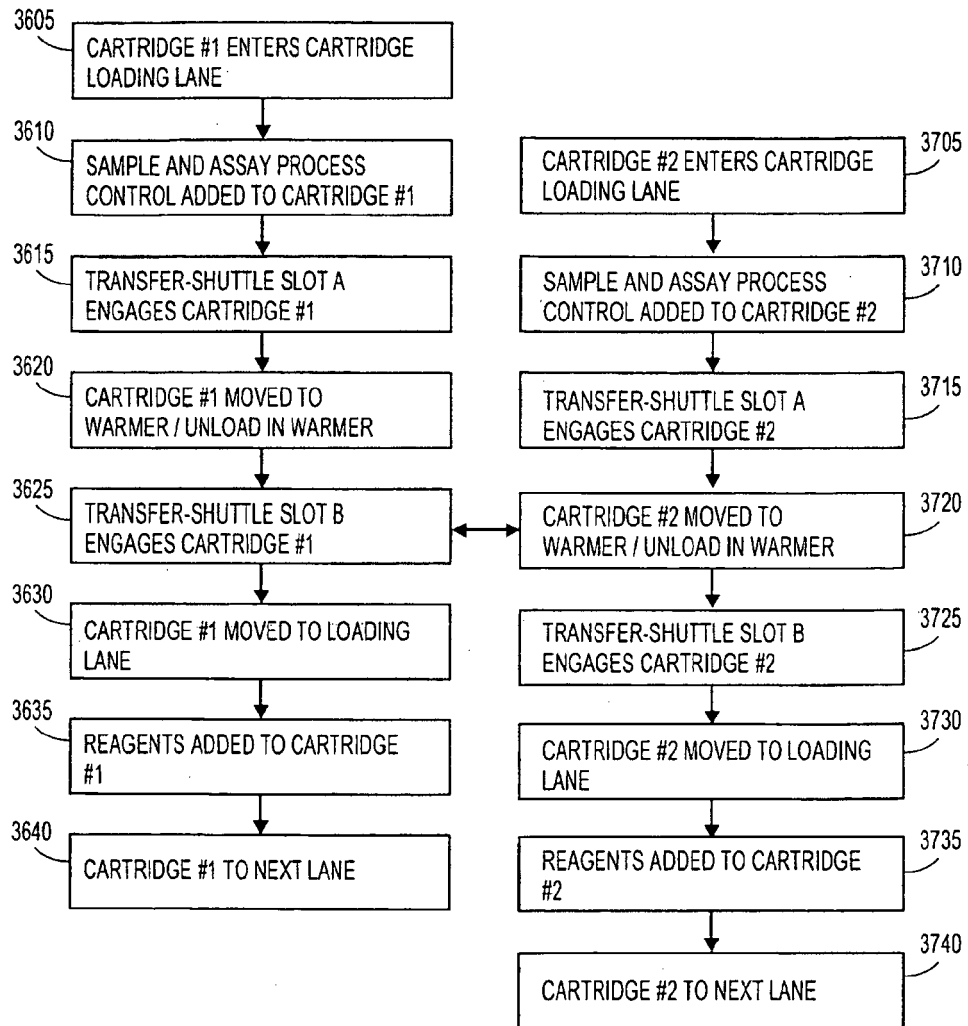 3605
CARTRIDGE #1 ENTERS CARTRIDGE
LOADING LANE
3610
SAMPLE AND ASSAY PROCESS
CONTROL ADDED TO CARTRIDGE #1
3615
TRANSFER-SHUTTLE SLOT A
ENGAGES CARTRIDGE #1
3620
CARTRIDGE #1 MOVED TO
WARMER / UNLOAD IN WARMER
3625
TRANSFER-SHUTTLE SLOT B
ENGAGES CARTRIDGE #1
3630
CARTRIDGE #1 MOVED TO LOADING
LANE
3635
REAGENTS ADDED TO CARTRIDGE
#1
3640
CARTRIDGE #1 TO NEXT LANE
3705
CARTRIDGE #2 ENTERS CARTRIDGE
LOADING LANE
3710
SAMPLE AND ASSAY PROCESS
CONTROL ADDED TO CARTRIDGE #2
3715
TRANSFER-SHUTTLE SLOT A
ENGAGES CARTRIDGE #2
3720
CARTRIDGE #2 MOVED TO
WARMER / UNLOAD IN WARMER
3725
TRANSFER-SHUTTLE SLOT B
ENGAGES CARTRIDGE #2
3730
CARTRIDGE #2 MOVED TO LOADING
LANE
3735
REAGENTS ADDED TO CARTRIDGE
#2
3740
CARTRIDGE #2 TO NEXT LANE